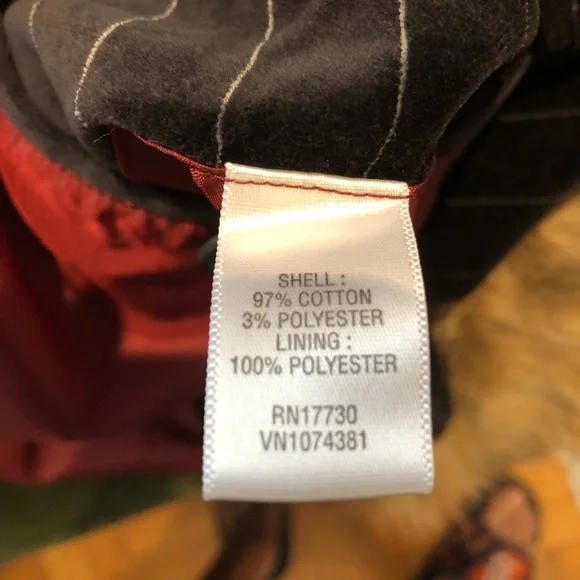 SHELL :
97% COTTON
3% POLYESTER
LINING :
100% POLYESTER
RN17730
VN1074381